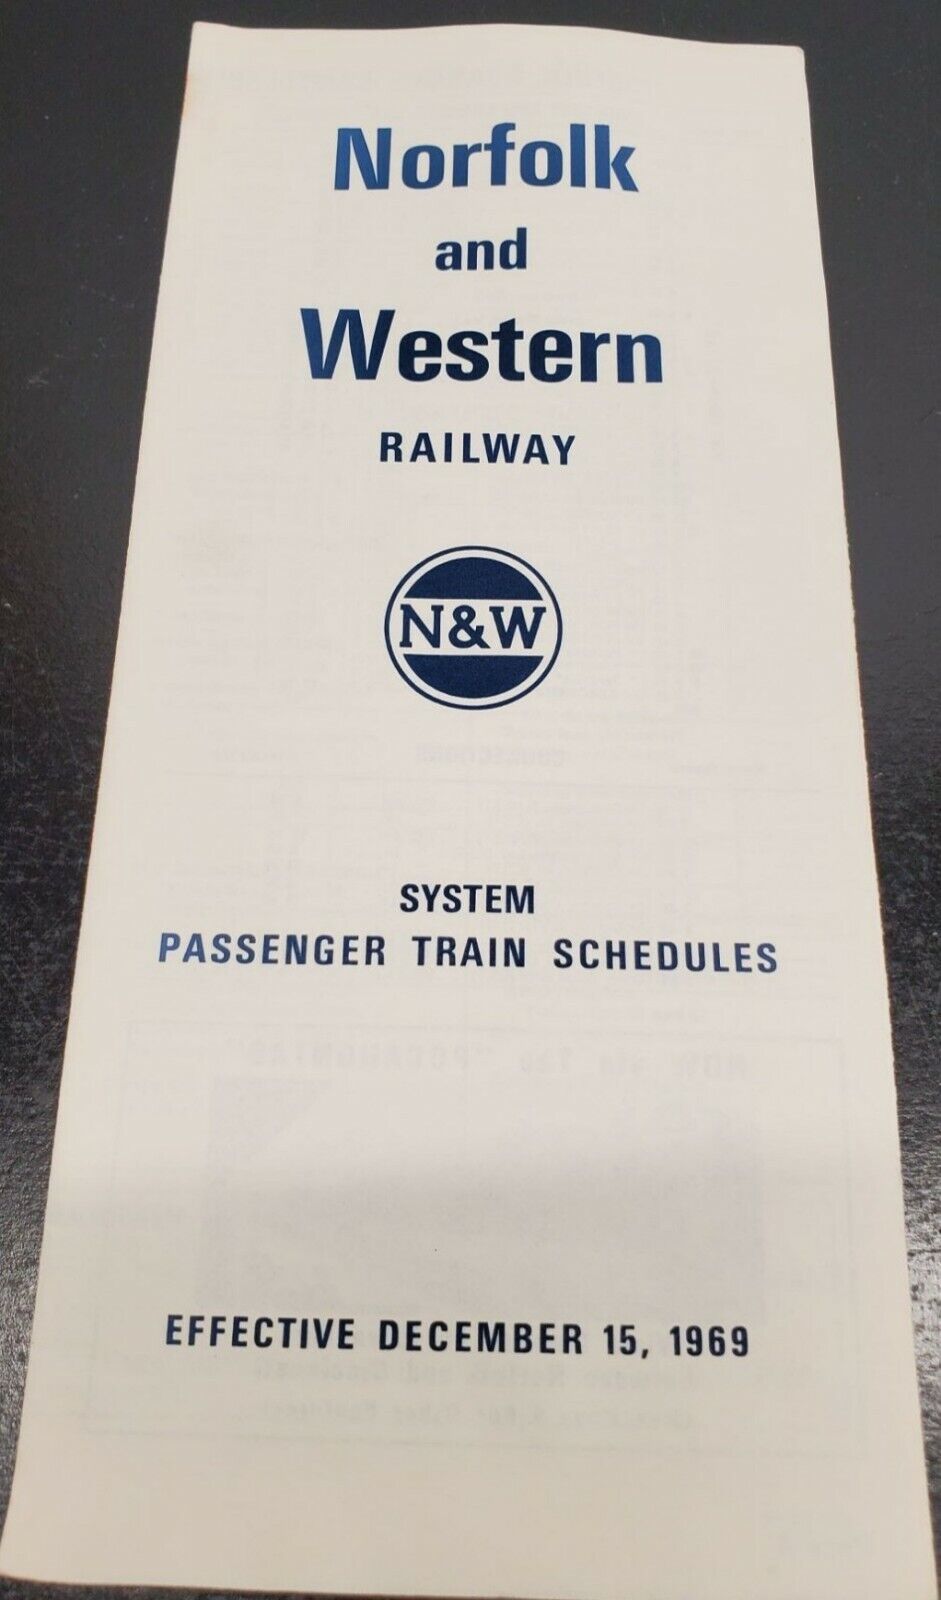 Norfolk
and
Western
RAILWAY
N&W
SYSTEM
PASSENGER TRAIN SCHEDULES
EFFECTIVE DECEMBER 15, 1969